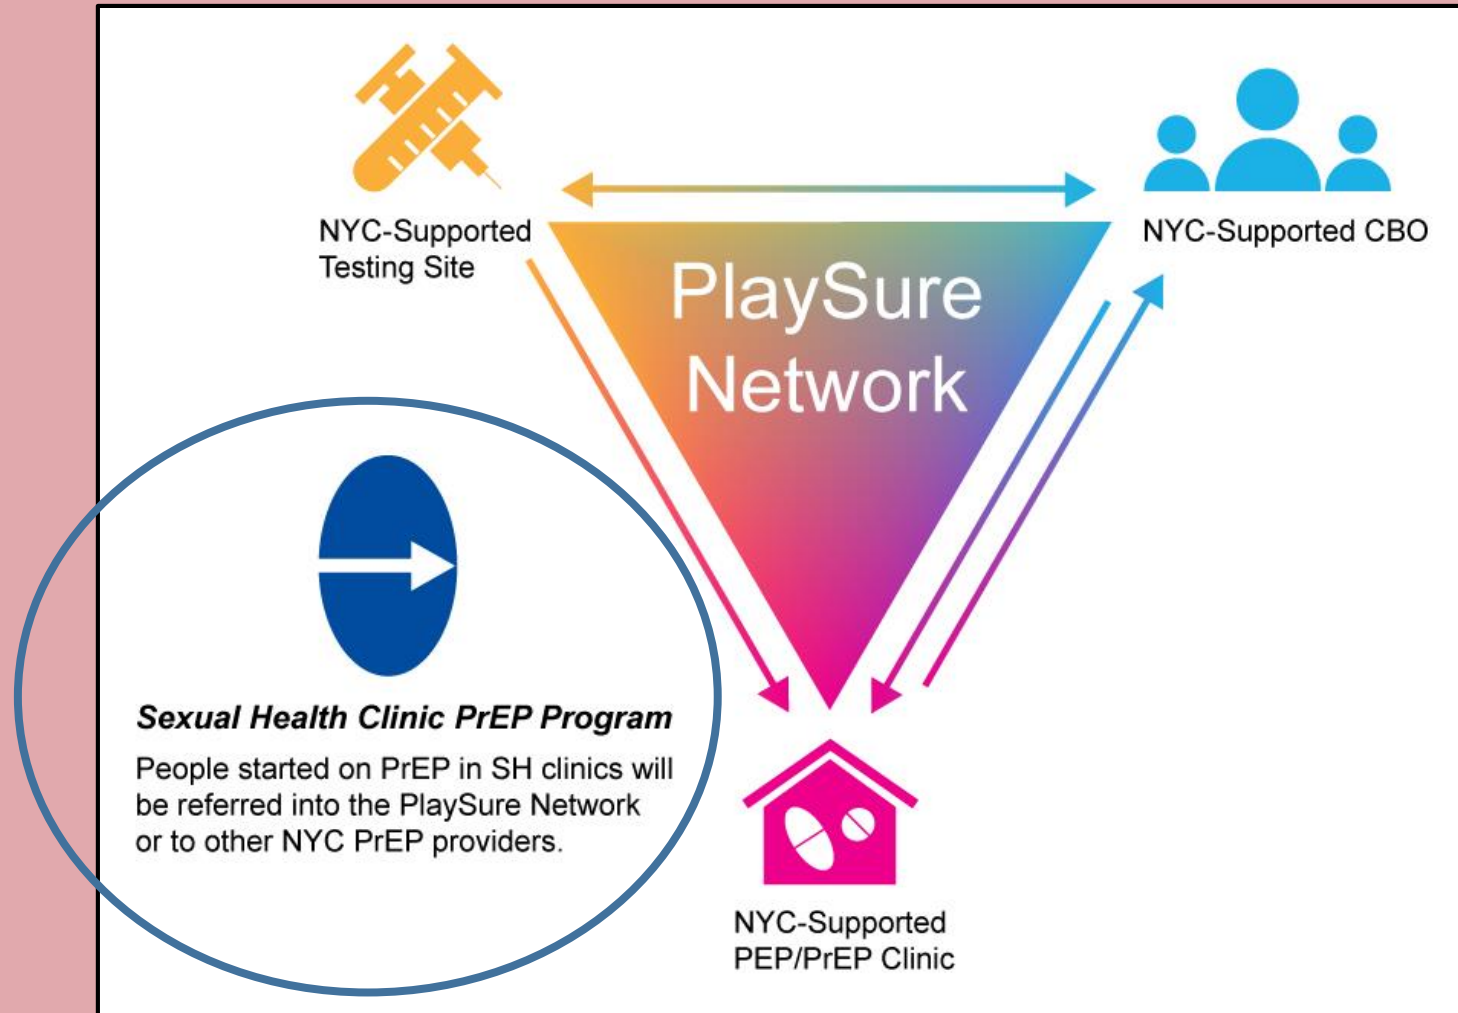 NYC-Supported
Testing Site
NYC-Supported CBO
PlaySure
Network
Sexual Health Clinic PrEP Program
People started on PrEP in SH clinics will
be referred into the PlaySure Network
or to other NYC PrEP providers.
NYC-Supported
PEP/PrEP Clinic